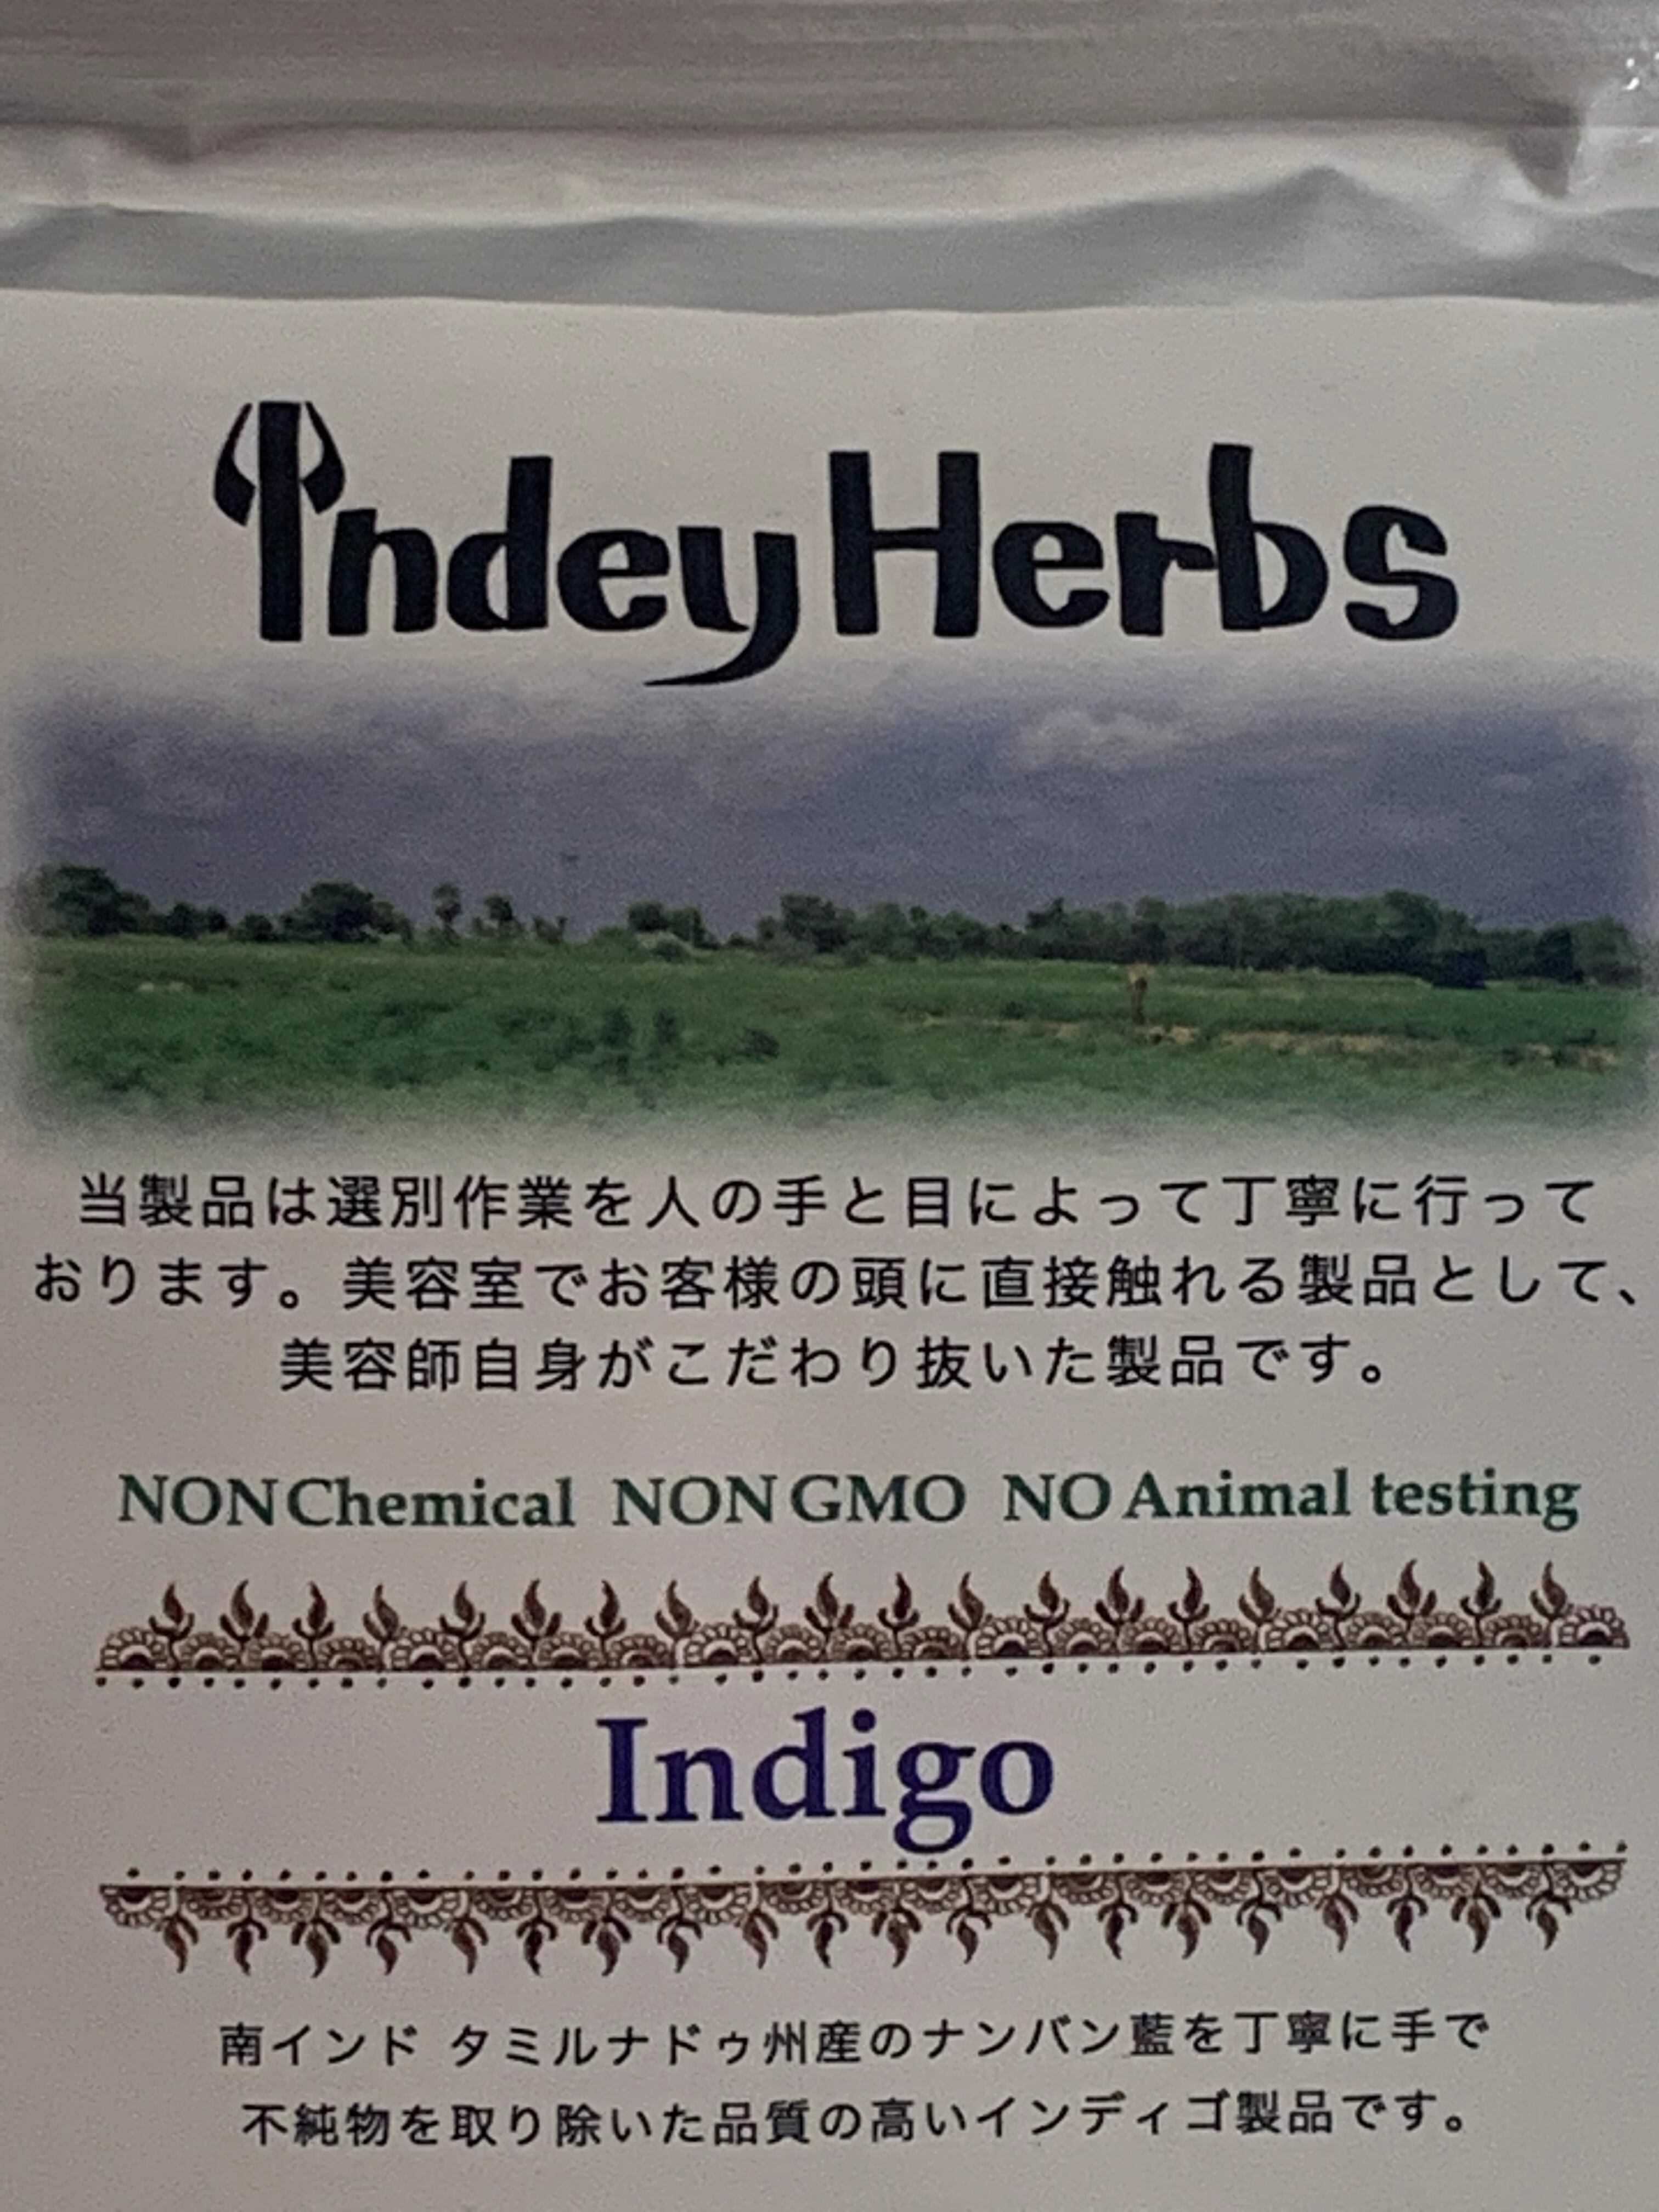 Indey Herbs
当製品は選別作業を人の手と目によって丁寧に行って
おります。美容室でお客様の頭に直接触れる製品として、
美容師自身がこだわり抜いた製品です。
NON Chemical NON GMO NO Animal testing
Indigo
南インド タミルナドゥ州産のナンバン藍を丁寧に手で
不純物を取り除いた品質の高いインディゴ製品です。